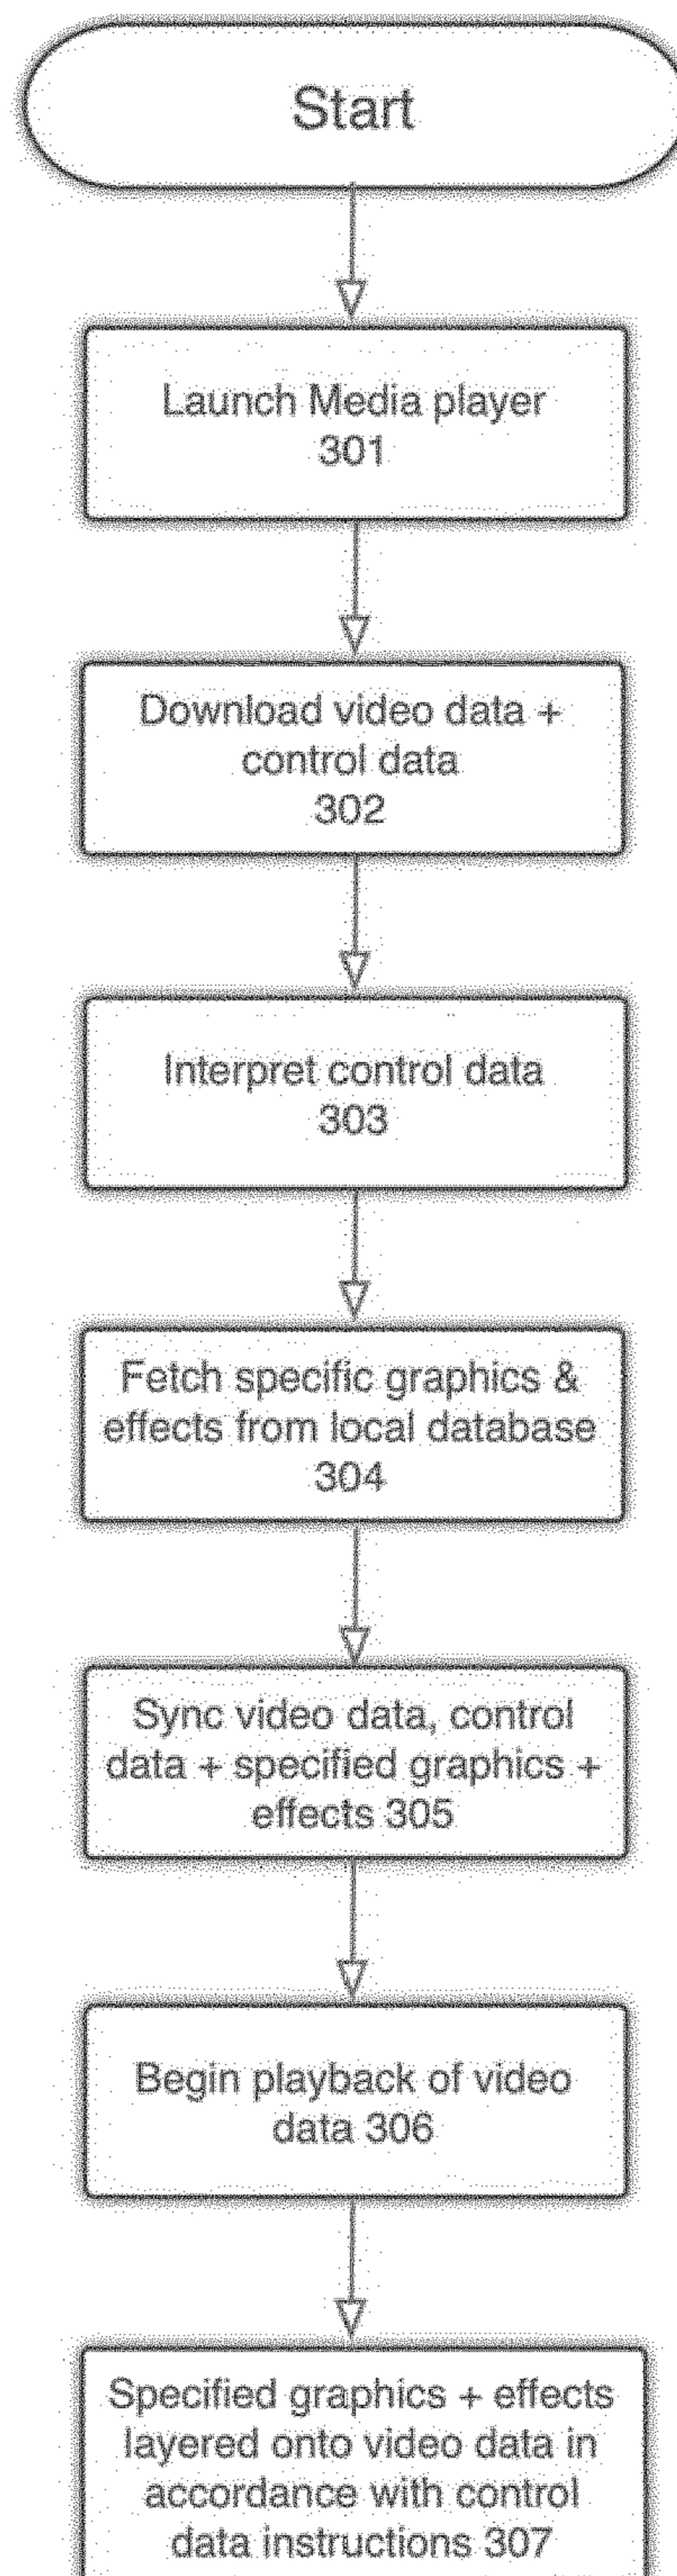 Start
Launch Media player
301
Download video data +
control data
302
Interpret control data
303
Fetch specific graphics &
effects from local database
304
Sync video data, control
data + specified graphics +
effects 305
Begin playback of video
data 306
Specified graphics + effects
layered onto video data in
accordance with control
data instructions 307